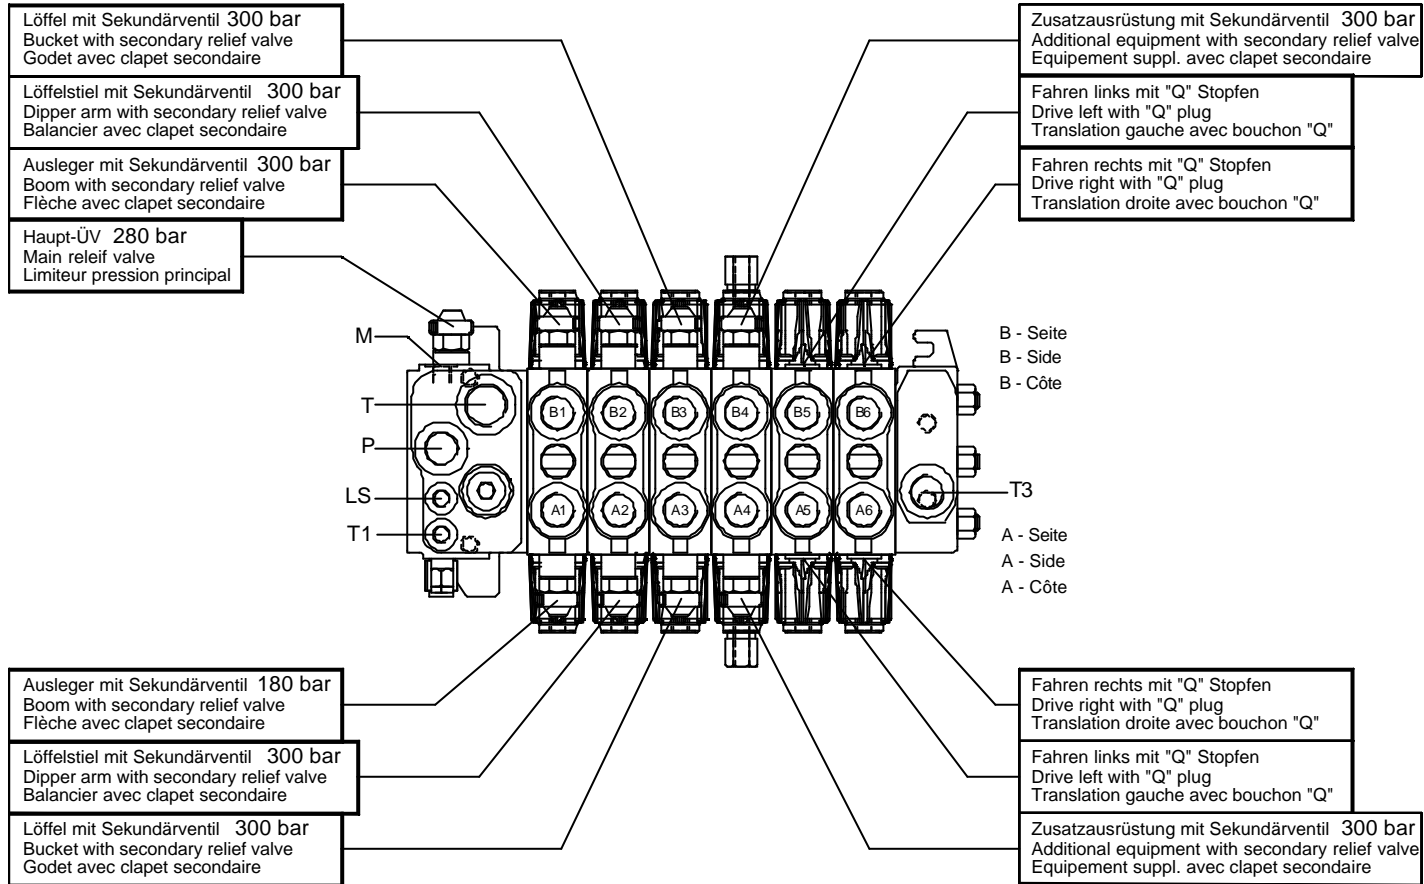 Löffel mit Sekundärventil 300 bar
Bucket with secondary relief valve
Godet avec clapet secondaire
Löffelstiel mit Sekundärventil 300 bar
Dipper arm with secondary relief valve
Balancier avec clapet secondaire
Ausleger mit Sekundärventil 300 bar
Boom with secondary relief valve
Flèche avec clapet secondaire
Haupt-ÜV 280 bar
Main releif valve
Limiteur pression principal
Zusatzausrüstung mit Sekundärventil 300 bar
Additional equipment with secondary relief valve
Equipement suppl. avec clapet secondaire
Fahren links mit "Q" Stopfen
Drive left with "Q" plug
Translation gauche avec bouchon "Q"
Fahren rechts mit "Q" Stopfen
Drive right with "Q" plug
Translation droite avec bouchon "Q"
M
T
P
LS
T1
B1 B2 B3 B4 B5 B6
A1 A2 A3 A4 A5 A6
B - Seite
B - Side
B - Côte
T3
A - Seite
A - Side
A - Côte
Ausleger mit Sekundärventil 180 bar
Boom with secondary relief valve
Flèche avec clapet secondaire
Löffelstiel mit Sekundärventil 300 bar
Dipper arm with secondary relief valve
Balancier avec clapet secondaire
Löffel mit Sekundärventil 300 bar
Bucket with secondary relief valve
Godet avec clapet secondaire
Fahren rechts mit "Q" Stopfen
Drive right with "Q" plug
Translation droite avec bouchon "Q"
Fahren links mit "Q" Stopfen
Drive left with "Q" plug
Translation gauche avec bouchon "Q"
Zusatzausrüstung mit Sekundärventil 300 bar
Additional equipment with secondary relief valve
Equipement suppl. avec clapet secondaire